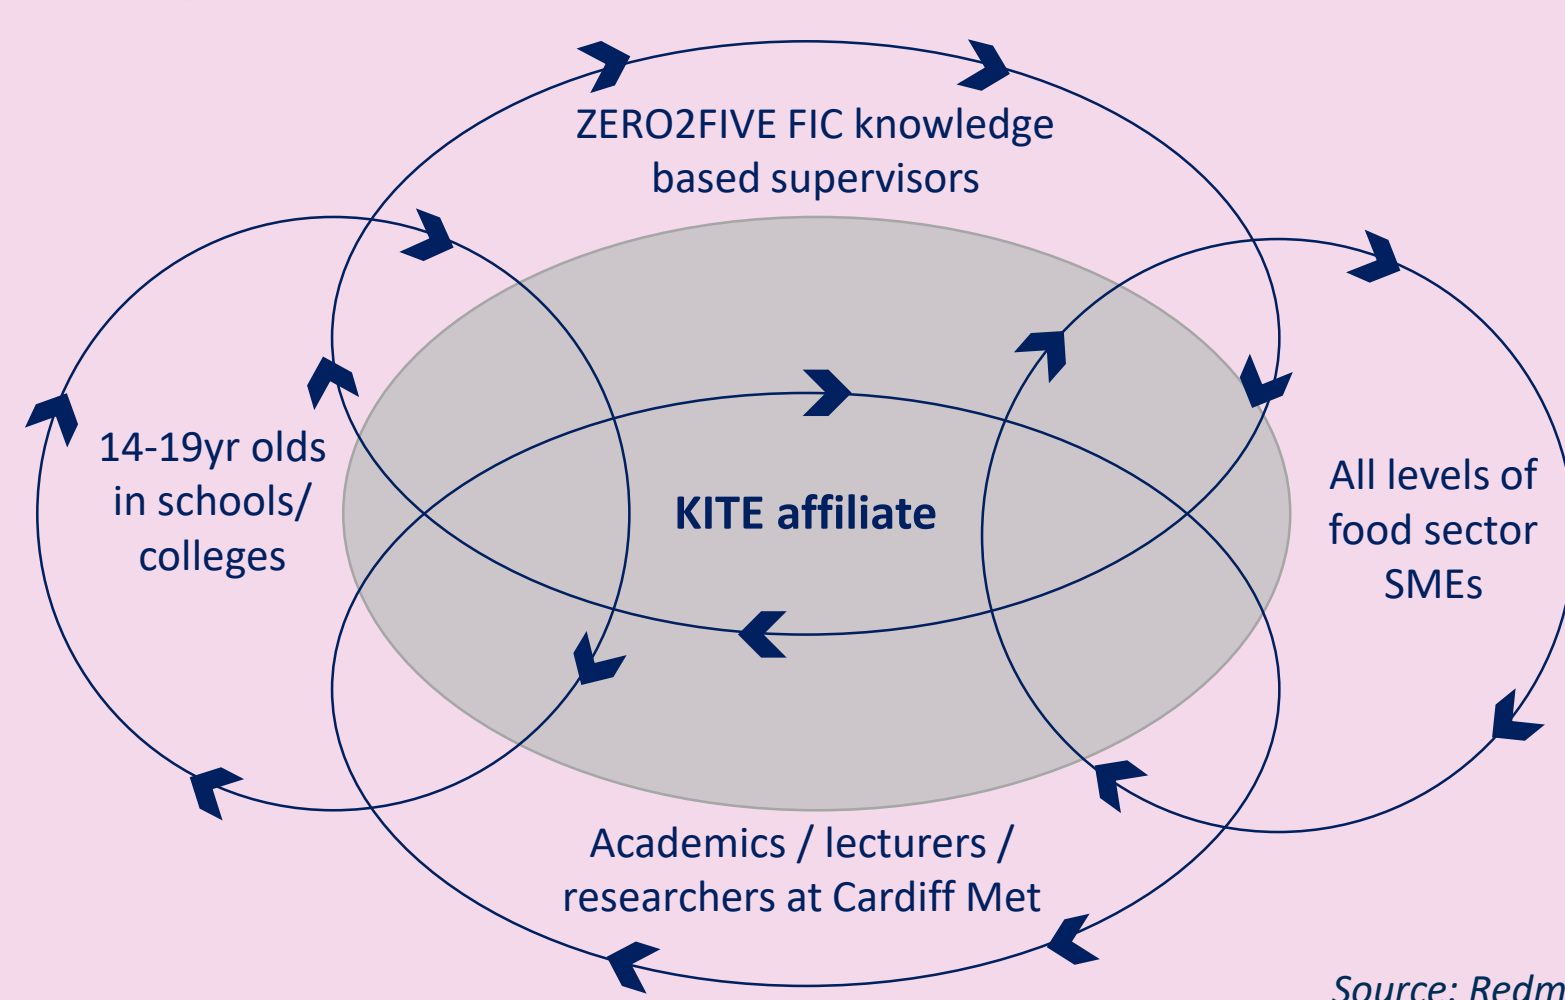 ZERO2FIVE FIC knowledge
based supervisors
14-19yr olds
in schools/
colleges
KITE affiliate
All levels of
food sector
SMEs
Academics / lecturers /
researchers at Cardiff Met
Source: